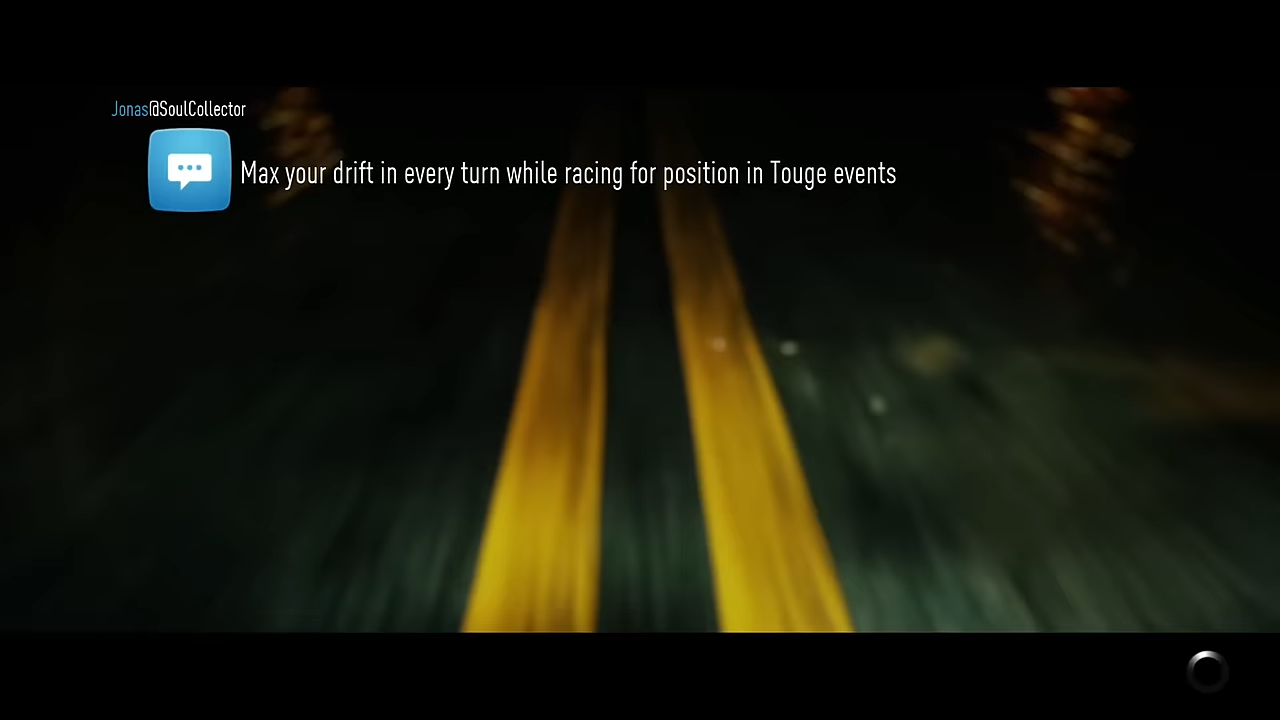 Jonas@SoulCollector
Max your drift in every turn while racing for position in Touge events